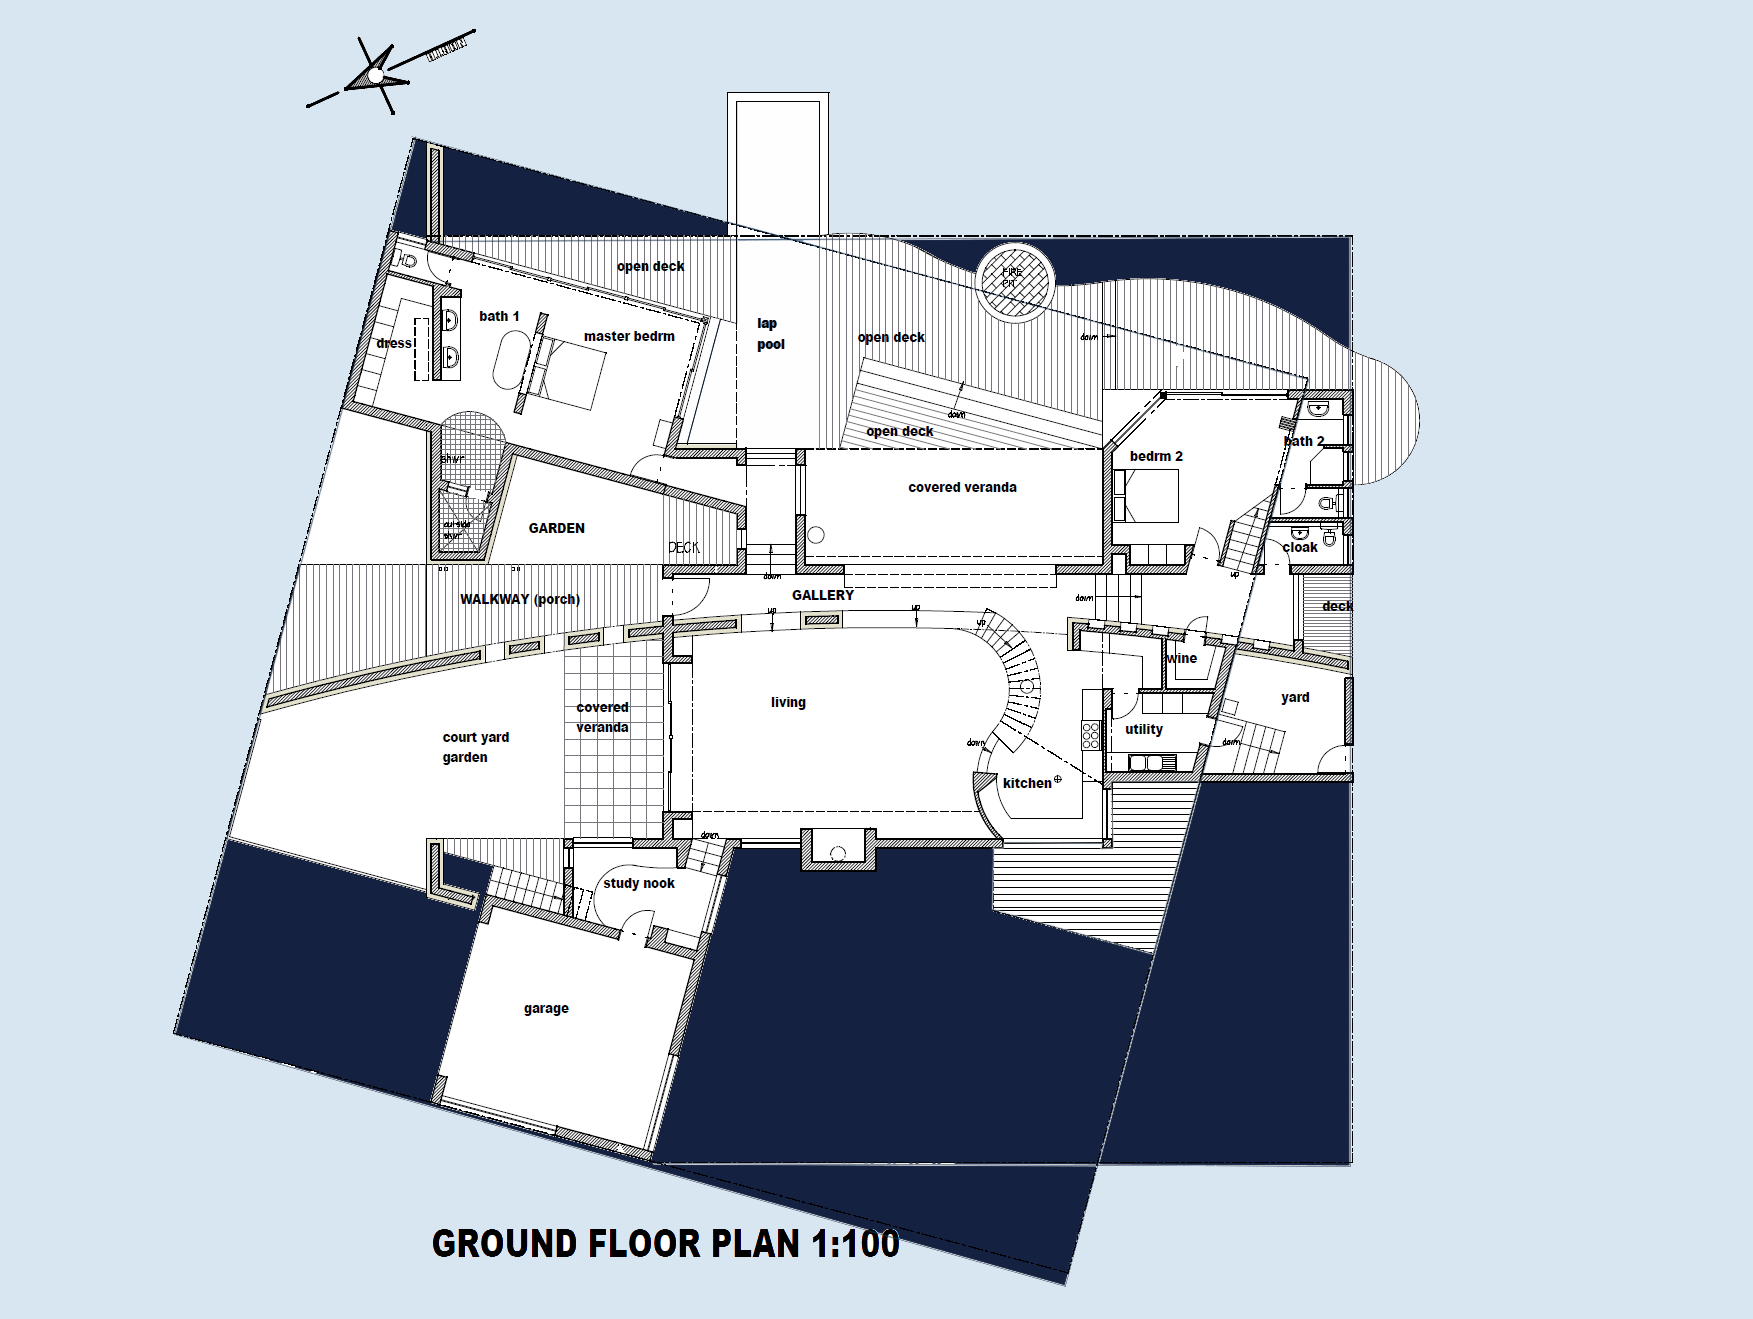 open deck
bath 1
master bedrm
dress
lap
pool
FIRE
PIT
open deck
down
down
open deck
bath 2
bedrm 2
shwr
covered veranda
outside
shwr
GARDEN
DECK
cloak
down
up
WALKWAY (porch)
GALLERY
down
deck
up
up
up
wine
living
yard
covered
veranda
court yard
garden
utility
down
down
kitchen
down
study nook
garage
GROUND FLOOR PLAN 1:100